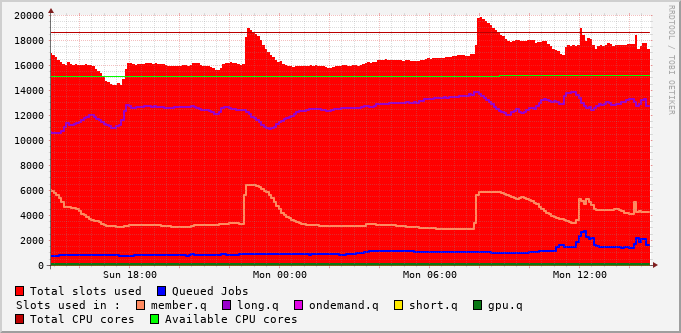 20000
18000
16000
14000
12000
10000
8000
6000
4000
2000
0
Sun 18:00 Mon 00:00 Mon 06:00 Mon 12:00
Total slots used Queued Jobs
Slots used in : member.q long.q ondemand.q short.q gpu.q
Total CPU cores Available CPU cores
RRDTOOL / TOBI OETIKER